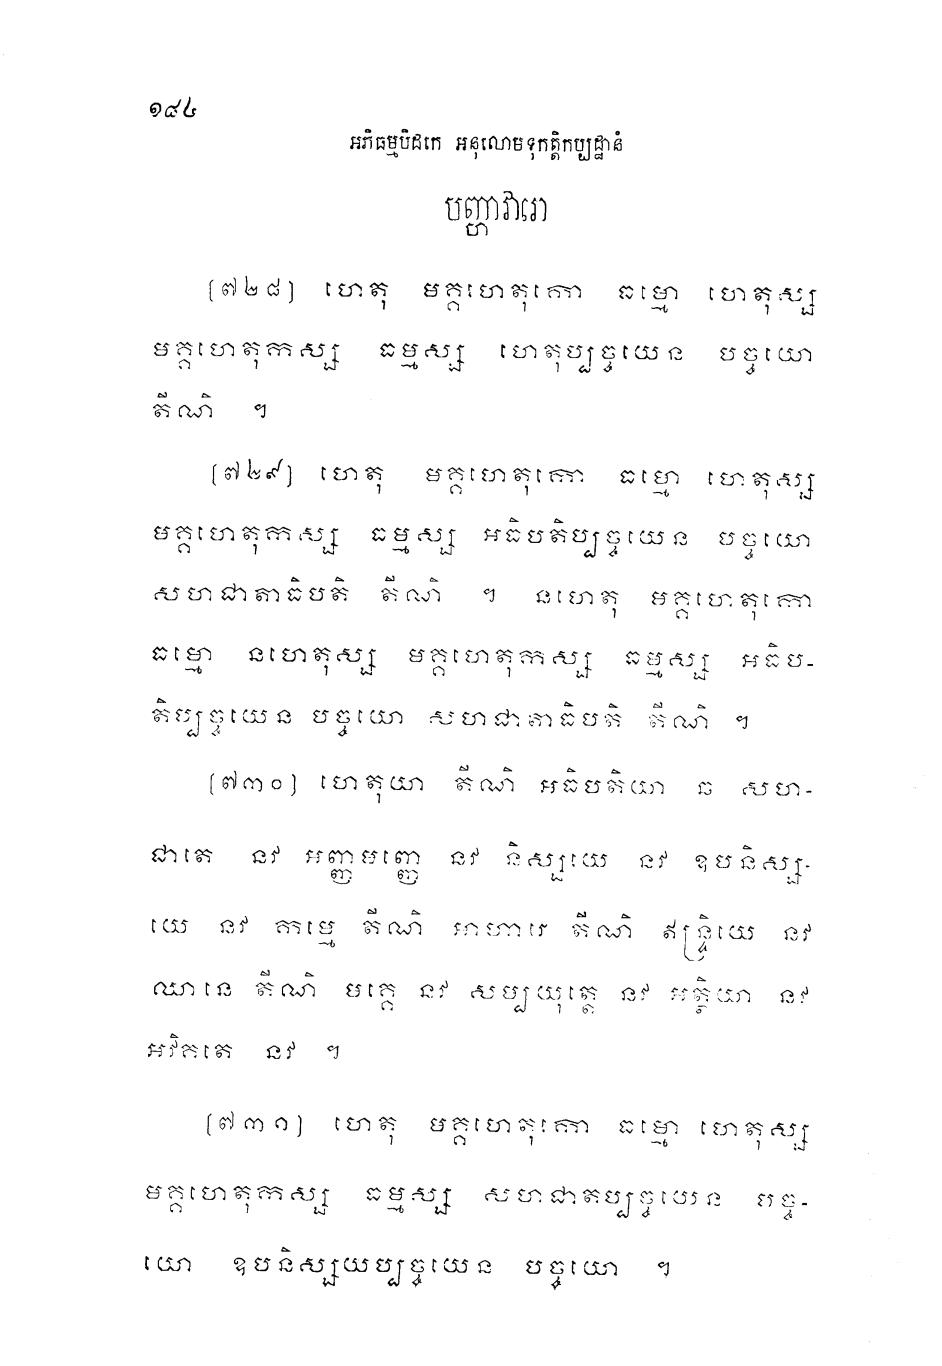 ១៨៤
អភិធម្មបិដកេ អនុលោមទុកត្តិកប្បដ្ឋានំ
បញ្ហាវារោ
[៧២៨] ហេតុ មគ្គហេតុកោ ធម្មោ ហេតុស្ស
មគ្គហេតុកស្ស ធម្មស្ស ហេតុប្បច្ចយេន បច្ចយោ
តីណិ ។
[៧២៩] ហេតុ មគ្គហេតុកោ ធម្មោ ហេតុស្ស
មគ្គហេតុកស្ស ធម្មស្ស អធិបតិប្បច្ចយេន បច្ចយោ
សហជាតាធិបតិ តីណិ ។ នហេតុ មគ្គហេតុកោ
ធម្មោ នហេតុស្ស មគ្គហេតុកស្ស ធម្មស្ស អធិប-
តិប្បច្ចយេន បច្ចយោ សហជាតាធិបតិ តីណិ ។
[៧៣០] ហេតុយា តីណិ អធិបតិយា ឆ សហ-
ជាតេ នវ អញ្ញមញ្ញេ នវ និស្សយេ នវ ឧបនិស្ស-
យេ នវ កម្មេ តីណិ អាហារេ តីណិ ឥន្ទ្រិយេ នវ
ឈានេ តីណិ មគ្គេ នវ សម្បយុត្តេ នវ អត្ថិយា នវ
អវិគតេ នវ ។
[៧៣១] ហេតុ មគ្គហេតុកោ ធម្មោ ហេតុស្ស
មគ្គហេតុកស្ស ធម្មស្ស សហជាតប្បច្ចយេន បច្ច-
យោ ឧបនិស្សយប្បច្ចយេន បច្ចយោ ។